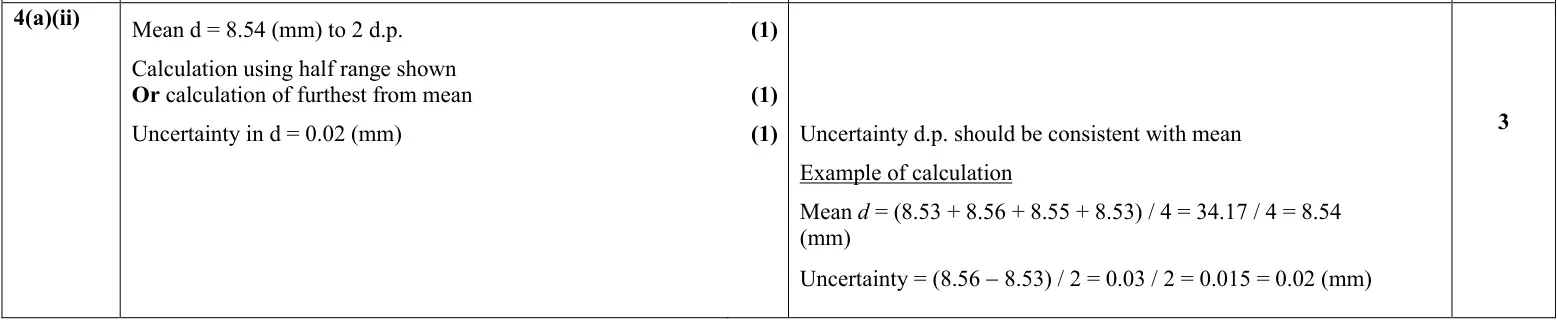 4(a)(ii)
Mean d = 8.54 (mm) to 2 d.p. (1)
Calculation using half range shown
Or calculation of furthest from mean (1)
Uncertainty in d = 0.02 (mm) (1)
Uncertainty d.p. should be consistent with mean
Example of calculation
Mean d = (8.53 + 8.56 + 8.55 + 8.53) / 4 = 34.17 / 4 = 8.54
(mm)
Uncertainty = (8.56 − 8.53) / 2 = 0.03 / 2 = 0.015 = 0.02 (mm)
3